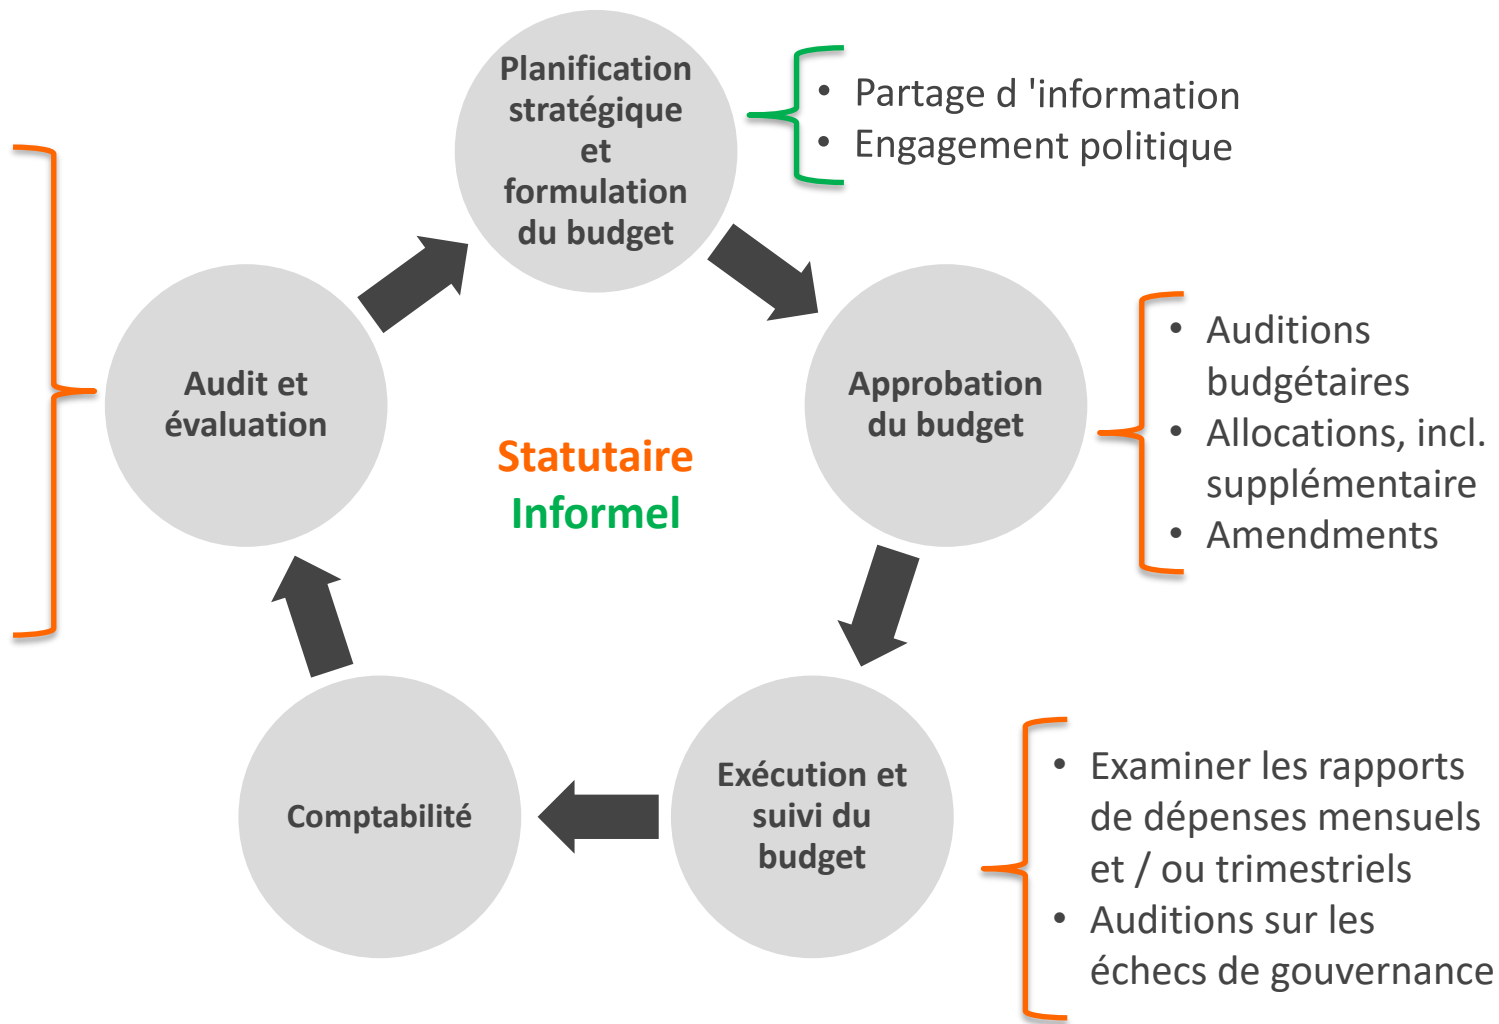 Planification
stratégique
et
formulation
du budget
• Partage d 'information
• Engagement politique
Audit et
évaluation
Approbation
du budget
• Auditions
budgétaires
• Allocations, incl.
supplémentaire
• Amendments
Statutaire
Informel
Comptabilité
Exécution et
suivi du
budget
• Examiner les rapports
de dépenses mensuels
et / ou trimestriels
• Auditions sur les
échecs de gouvernance